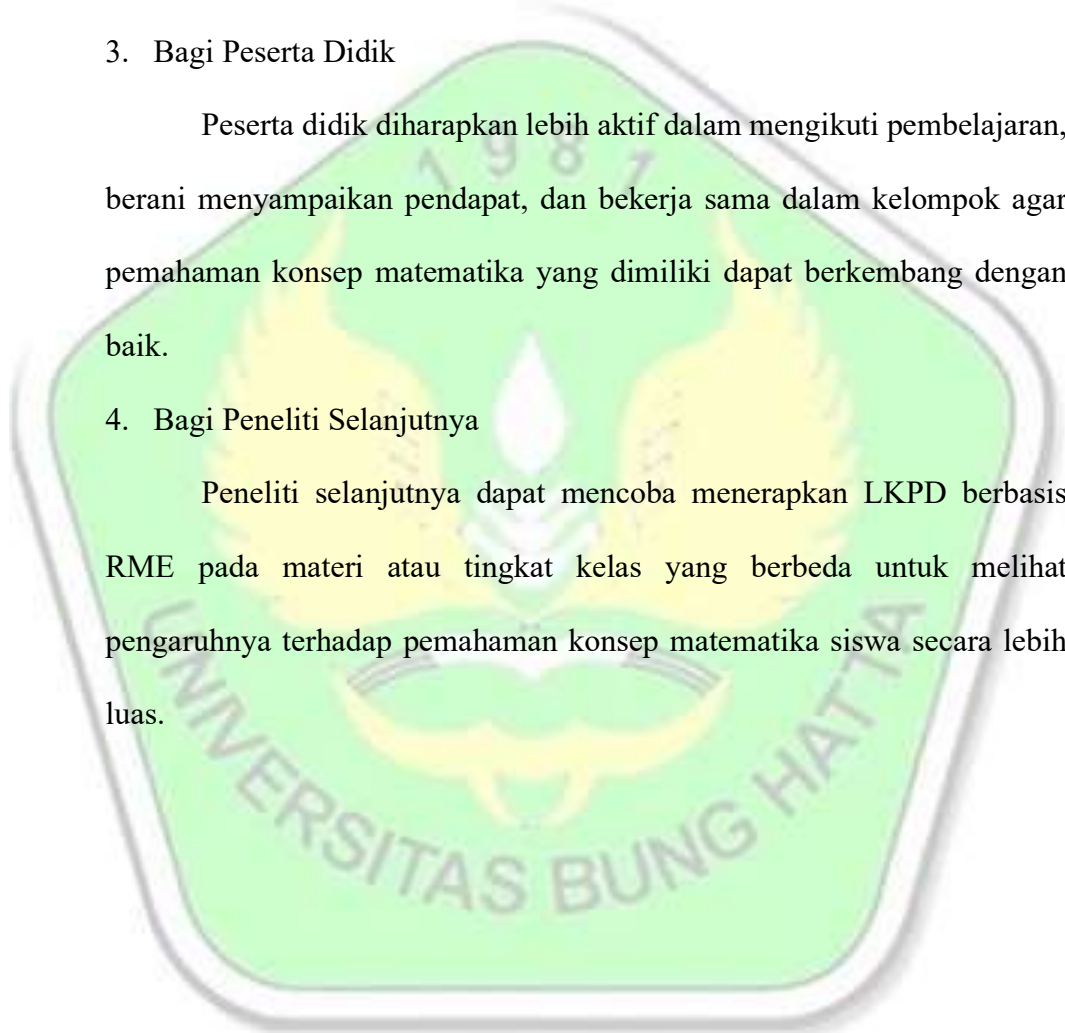 3. Bagi Peserta Didik
Peserta didik diharapkan lebih aktif dalam mengikuti pembelajaran,
berani menyampaikan pendapat, dan bekerja sama dalam kelompok agar
pemahaman konsep matematika yang dimiliki dapat berkembang dengan
baik.
4. Bagi Peneliti Selanjutnya
Peneliti selanjutnya dapat mencoba menerapkan LKPD berbasis
RME pada materi atau tingkat kelas yang berbeda untuk melihat
pengaruhnya terhadap pemahaman konsep matematika siswa secara lebih
luas.
1981
UNIVERSITAS BUNG HATTA